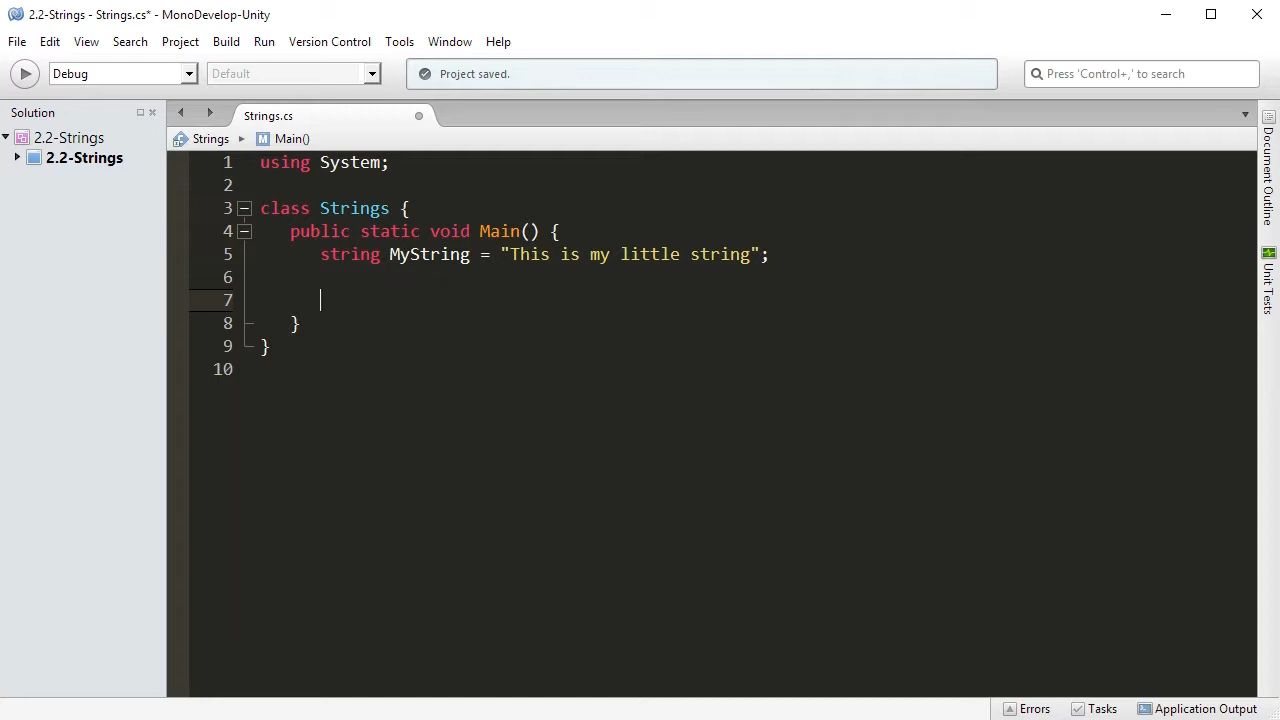 2.2-Strings - Strings.cs* - MonoDevelop-Unity
File Edit View Search Project Build Run Version Control Tools Window Help
Debug Default Project saved. Press 'Control+,' to search
Solution
2.2-Strings
2.2-Strings
Strings.cs
Strings Main()
1 using System;
2
3 class Strings {
4 public static void Main() {
5 string MyString = "This is my little string";
6
7
8 }
9 }
10
Document Outline
Unit Tests
Errors Tasks Application Output